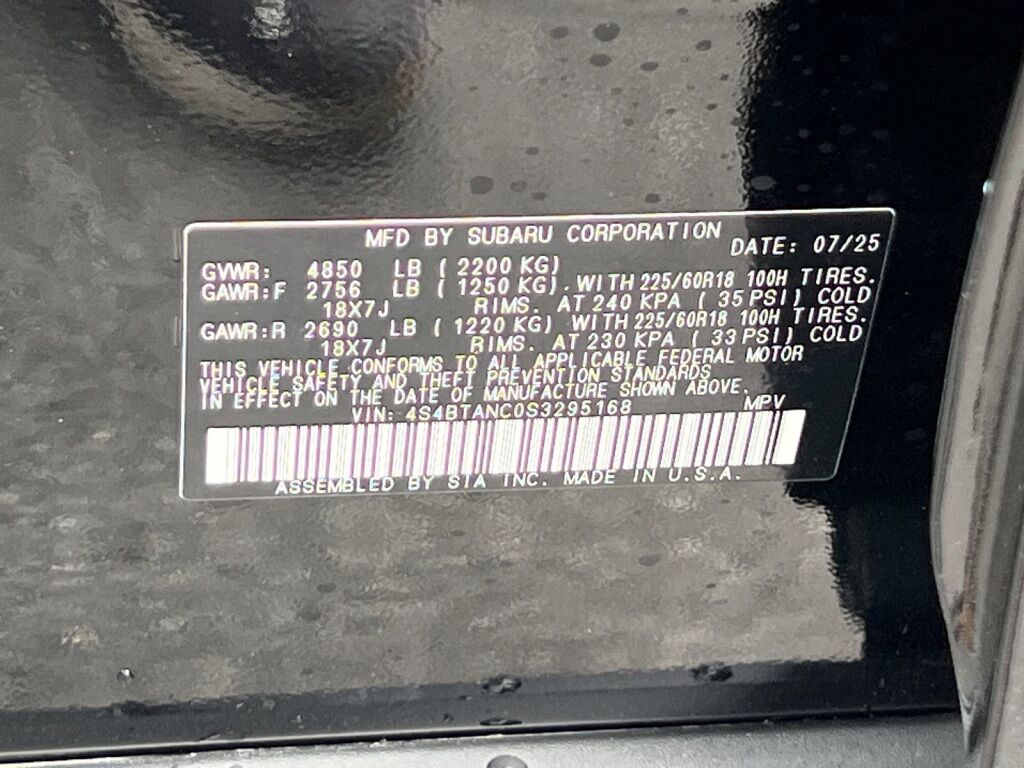 MFD BY SUBARU CORPORATION DATE: 07/25
GVWR: 4850 LB ( 2200 KG)
GAWR:F 2756 LB ( 1250 KG). WITH 225/60R18 100H TIRES.
18X7J RIMS. AT 240 KPA ( 35 PSI) COLD
GAWR:R 2690 LB ( 1220 KG) WITH 225/60R18 100H TIRES.
18X7J RIMS. AT 230 KPA ( 33 PSI) COLD
THIS VEHICLE CONFORMS TO ALL APPLICABLE FEDERAL MOTOR
VEHICLE SAFETY AND THEFT PREVENTION STANDARDS
IN EFFECT ON THE DATE OF MANUFACTURE SHOWN ABOVE.
VIN: 4S4BTANC0S3295168 MPV
ASSEMBLED BY SIA INC. MADE IN U.S.A.